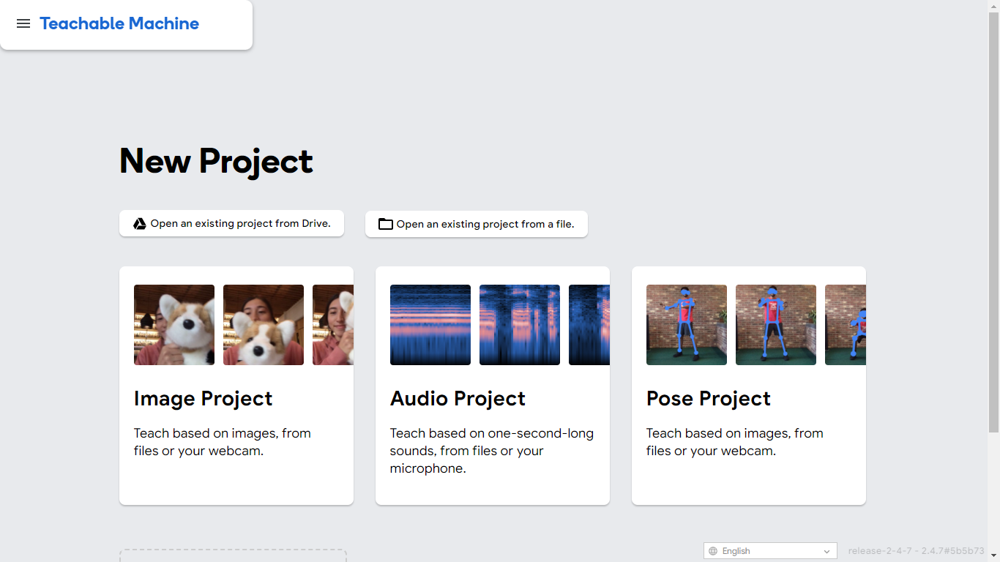 Teachable Machine
New Project
Open an existing project from Drive.
Open an existing project from a file.
Image Project
Teach based on images, from
files or your webcam.
Audio Project
Teach based on one-second-long
sounds, from files or your
microphone.
Pose Project
Teach based on images, from
files or your webcam.
English
release-2-4-7 - 2.4.7#5b5b73